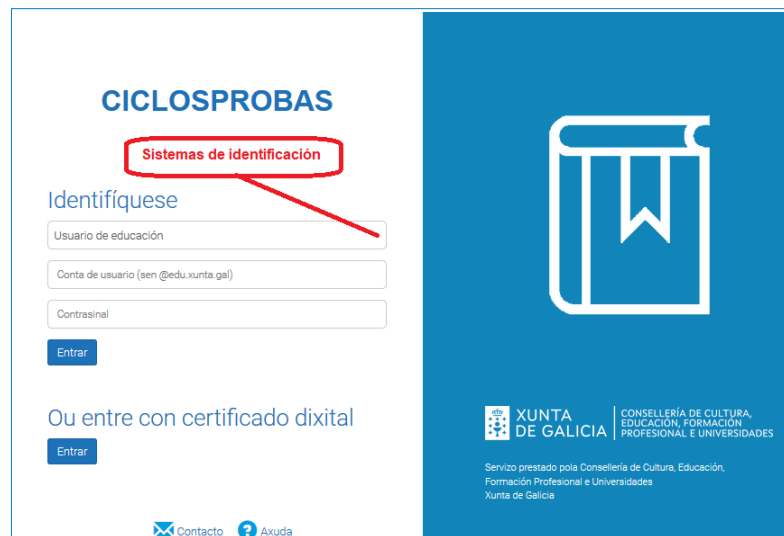 CICLOSPROBAS
Sistemas de identificación
Identifíquese
Usuario de educación
Conta de usuario (sen @edu.xunta.gal)
Contrasinal
Entrar
Ou entre con certificado dixital
Entrar
Contacto
Axuda
XUNTA
DE GALICIA
CONSELLERÍA DE CULTURA,
EDUCACIÓN, FORMACIÓN
PROFESIONAL E UNIVERSIDADES
Servizo prestado pola Consellería de Cultura, Educación,
Formación Profesional e Universidades
Xunta de Galicia